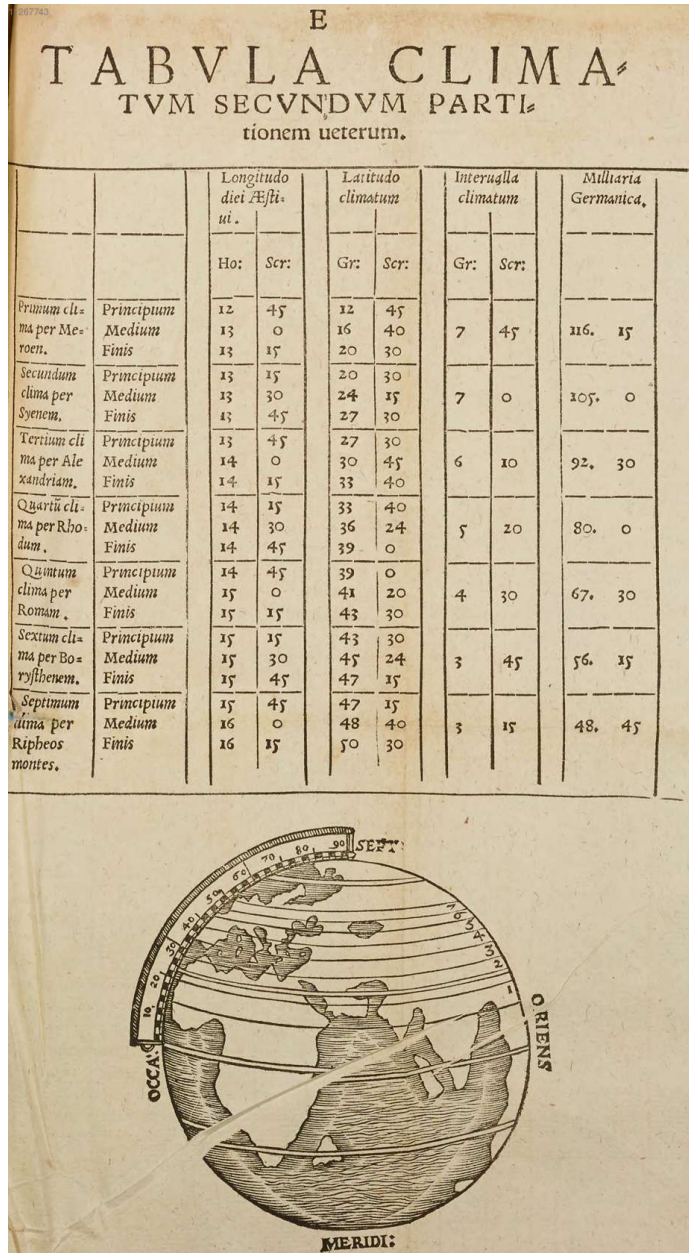 267743
E
TABVLA CLIMA⸗
TVM SECVNDVM PARTI⸗
tionem ueterum.
Longitudo diei Æsti⸗ ui. Latitudo climatum Interualla climatum Milliaria Germanica.
Ho: Scr: Gr: Scr: Gr: Scr:
Primum cli⸗ Principium 12 45 12 45
ma per Me⸗ Medium 13 0 16 40 7 45 116. 15
roen. Finis 13 15 20 30
Secundum Principium 13 15 20 30
clima per Medium 13 30 24 15 7 0 105. 0
Syenem. Finis 13 45 27 30
Tertium cli Principium 13 45 27 30
ma per Ale Medium 14 0 30 45 6 10 92. 30
xandriam. Finis 14 15 33 40
Quartū cli⸗ Principium 14 15 33 40
ma per Rho⸗ Medium 14 30 36 24 5 20 80. 0
dum. Finis 14 45 39 0
Quintum Principium 14 45 39 0
clima per Medium 15 0 41 20 4 30 67. 30
Romam. Finis 15 15 43 30
Sextum cli⸗ Principium 15 15 43 30
ma per Bo⸗ Medium 15 30 45 24 3 45 56. 15
rysthenem. Finis 15 45 47 15
Septimum Principium 15 45 47 15
clima per Medium 16 0 48 40 3 15 48. 45
Ripheos Finis 16 15 50 30
montes.
10 20 30 40 50 60 70 80 90
SEPT:
7 6 5 4 3 2 1
ORIENS
OCCA:
MERIDI: